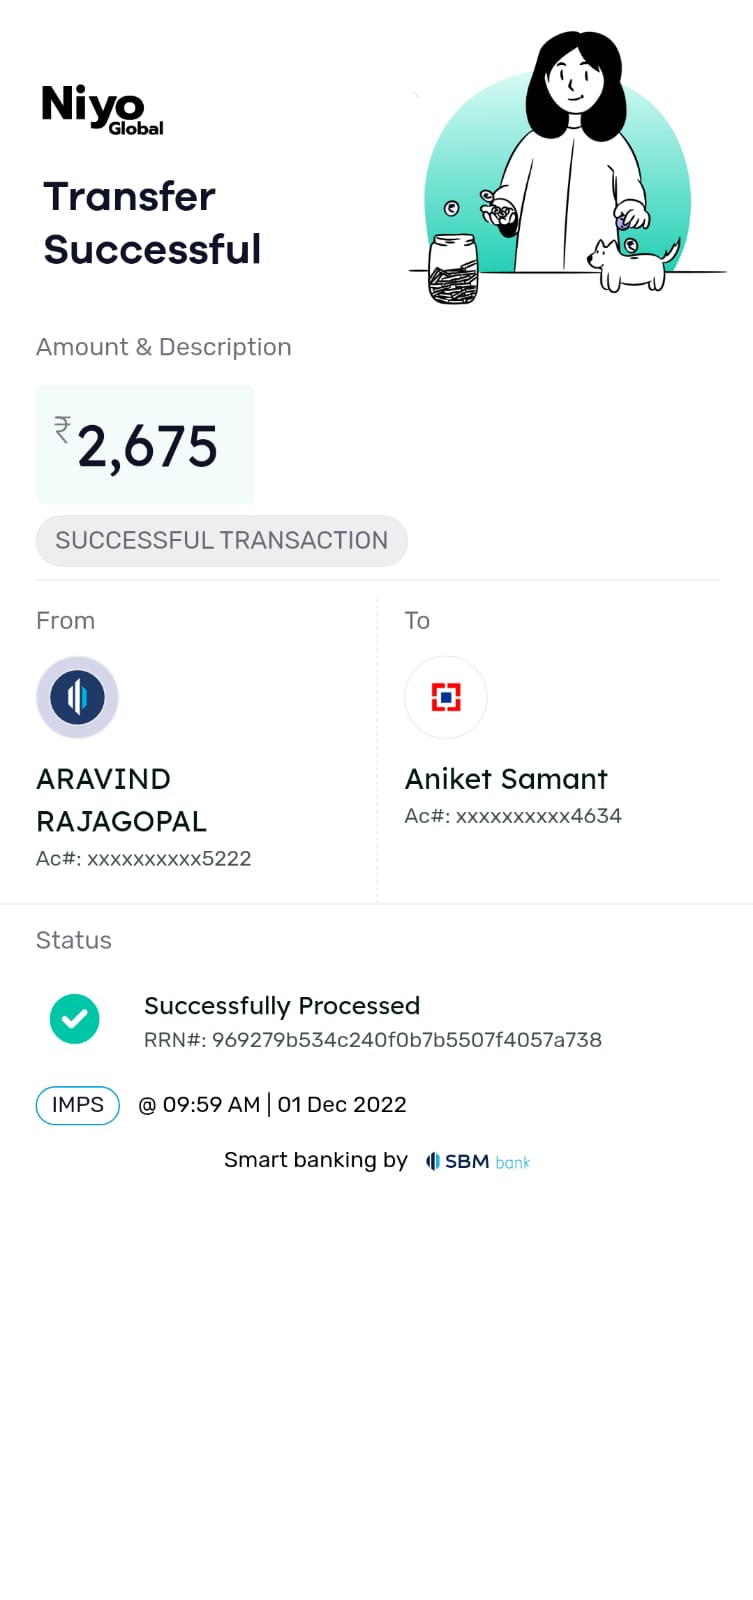 Niyo
Global
Transfer
Successful
Amount & Description
₹2,675
SUCCESSFUL TRANSACTION
From
ARAVIND
RAJAGOPAL
Ac#: xxxxxxxxxx5222
To
Aniket Samant
Ac#: xxxxxxxxxx4634
Status
Successfully Processed
RRN#: 969279b534c240f0b7b5507f4057a738
IMPS @ 09:59 AM | 01 Dec 2022
Smart banking by SBM bank